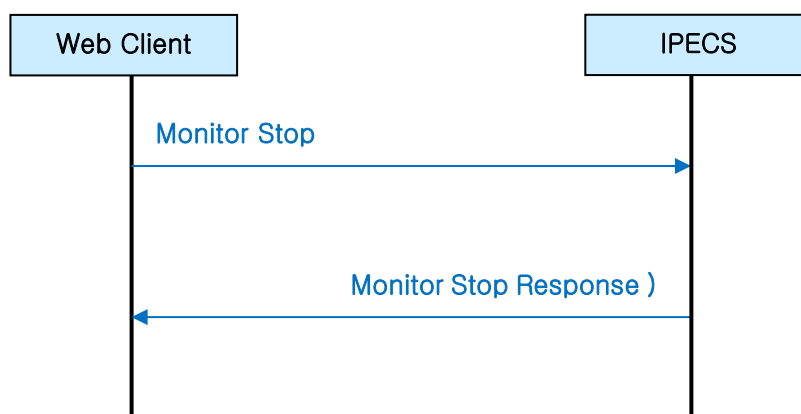 Web Client
IPECS
Monitor Stop
Monitor Stop Response )